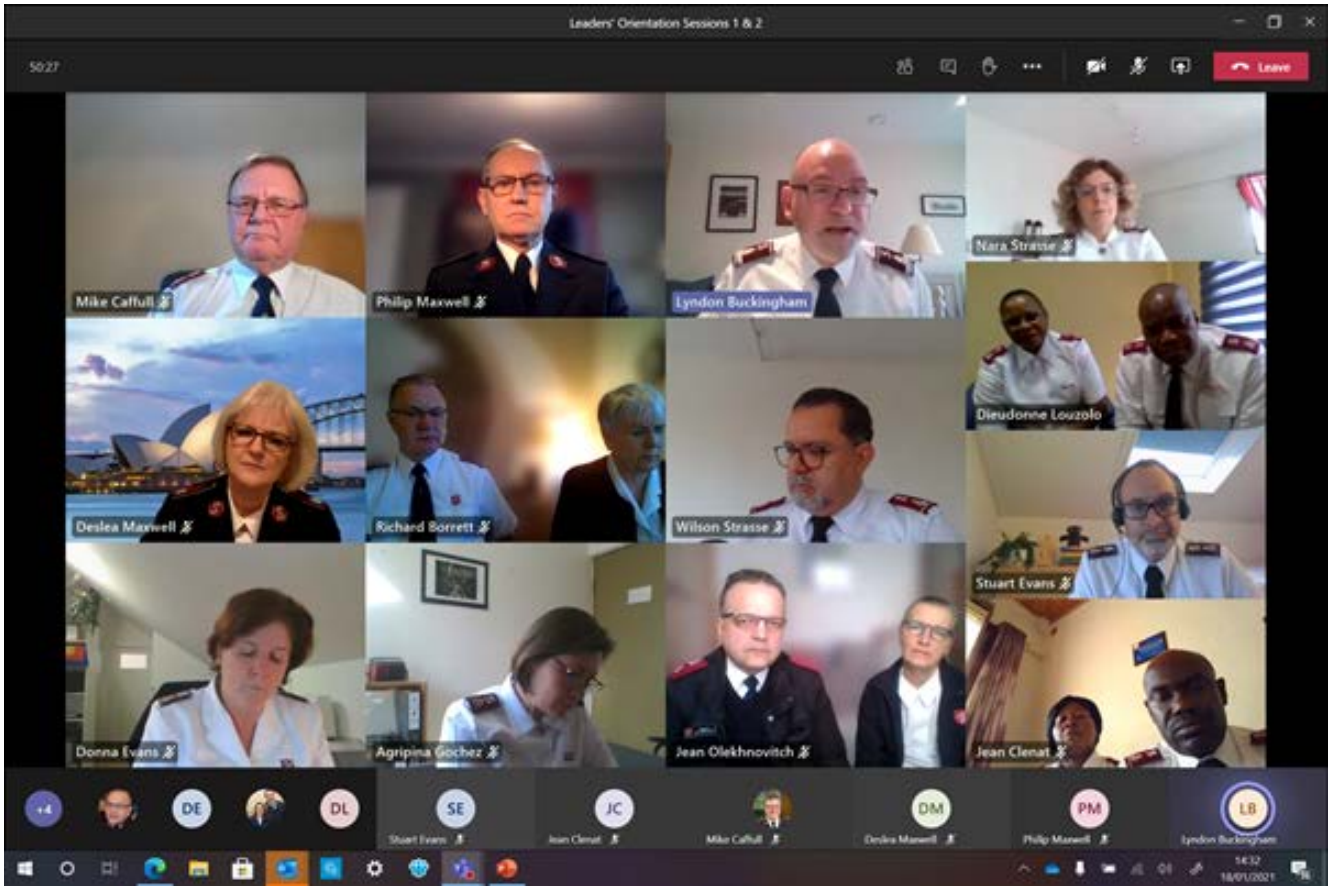 Leaders' Orientation Sessions 1 & 2
50:27
Leave
Mike Caffull
Philip Maxwell
Lyndon Buckingham
Nara Strasse
Dieudonne Louzolo
Deslea Maxwell
Richard Borrett
Wilson Strasse
Stuart Evans
Donna Evans
Agripina Gochez
Jean Olekhnovitch
Jean Clenat
+4
DE
DL
SE
JC
DM
PM
LB
Stuart Evans
Jean Clenat
Mike Caffull
Deslea Maxwell
Philip Maxwell
Lyndon Buckingham
14:32
18/01/2021